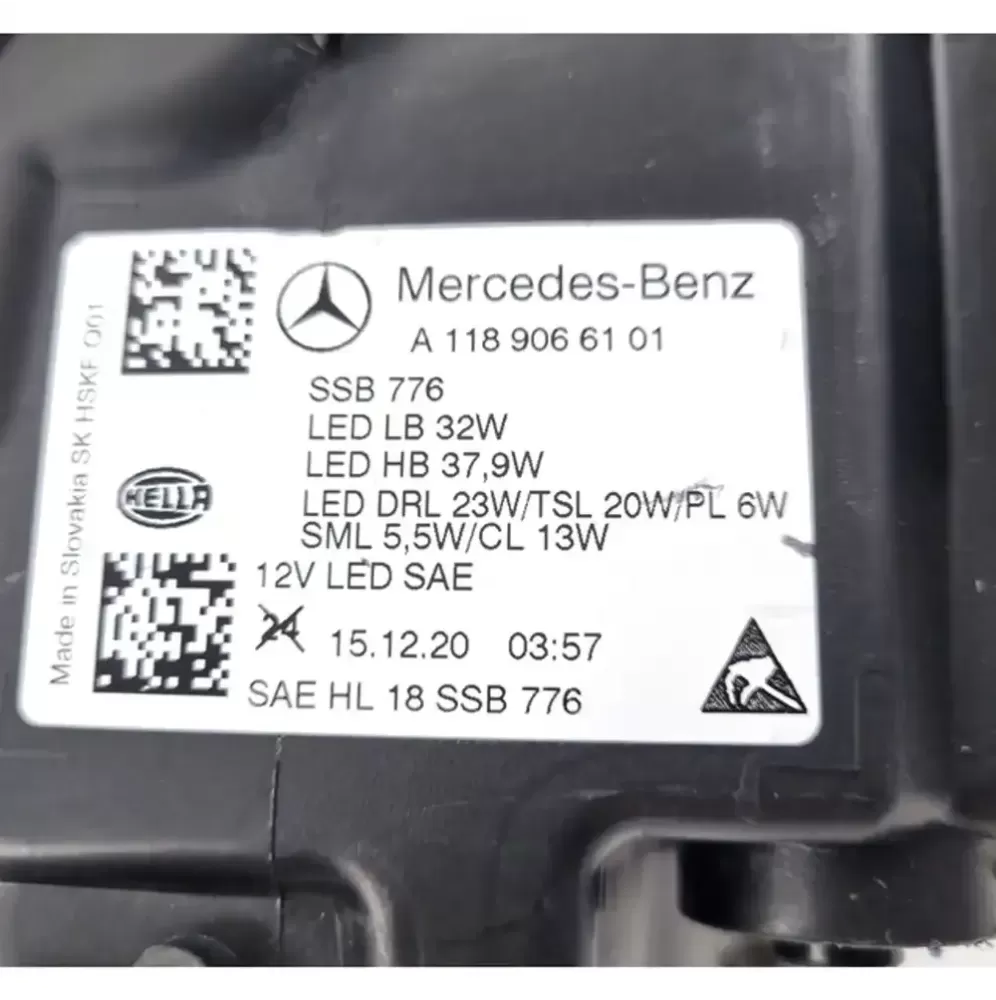 Mercedes-Benz
A 118 906 61 01
SSB 776
LED LB 32W
LED HB 37,9W
LED DRL 23W/TSL 20W/PL 6W
SML 5,5W/CL 13W
12V LED SAE
24 15.12.20 03:57
SAE HL 18 SSB 776
HELLA
Made in Slovakia SK HSKF Q01